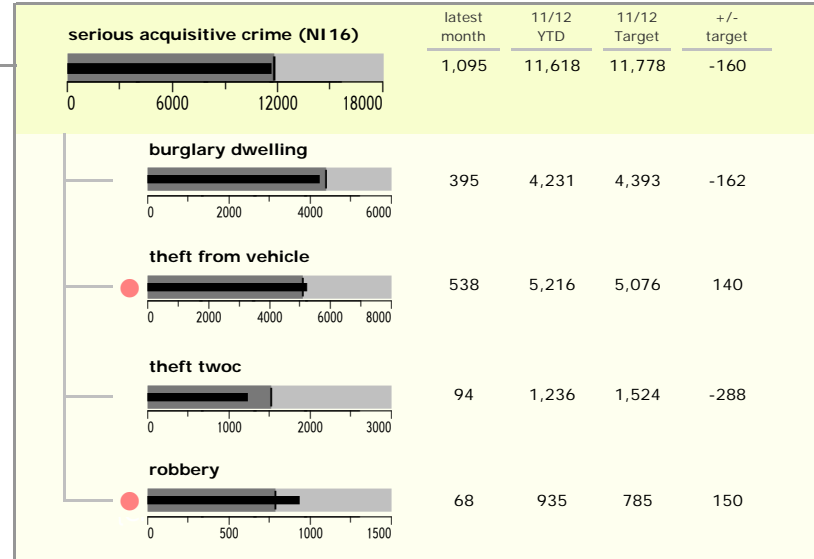 latest 11/12 11/12 +/-
serious acquisitive crime (NI16) month YTD Target target
1,095 11,618 11,778 -160
0 6000 12000 18000
burglary dwelling
395 4,231 4,393 -162
0 2000 4000 6000
theft from vehicle
538 5,216 5,076 140
0 2000 4000 6000 8000
theft twoc
94 1,236 1,524 -288
0 1000 2000 3000
robbery
68 935 785 150
0 500 1000 1500